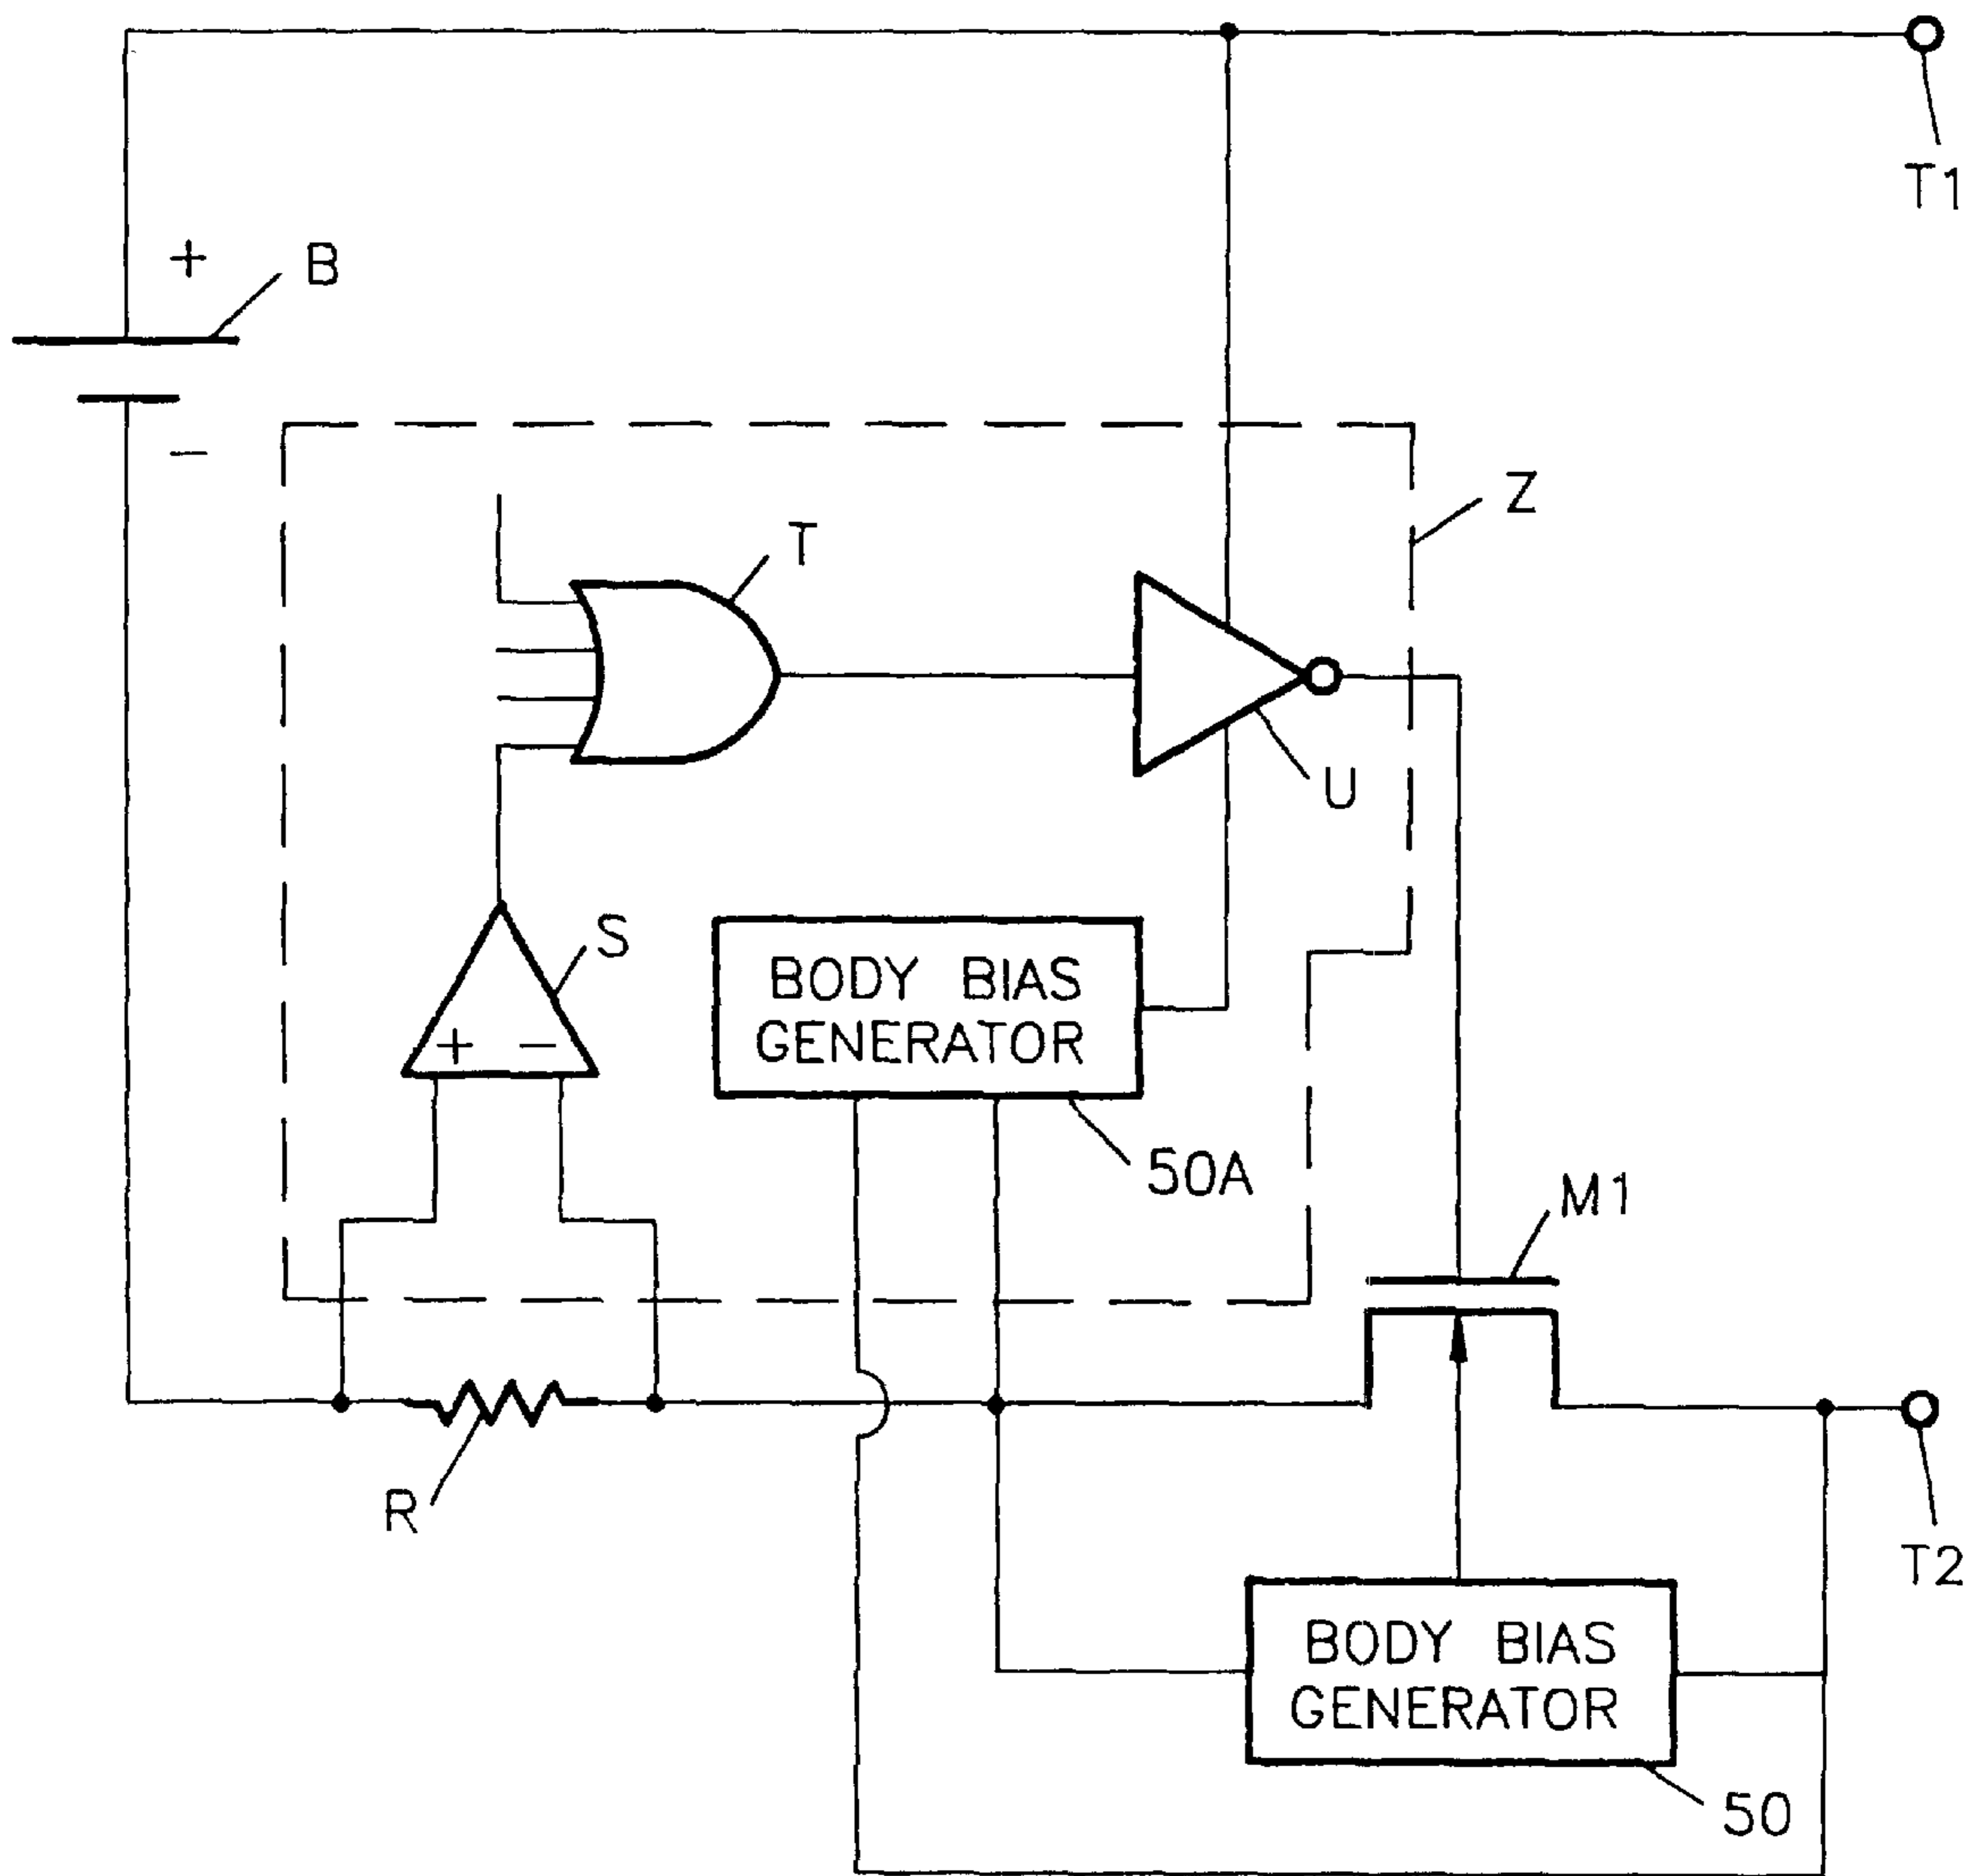 T1
+
B
-
Z
T
U
S
+ -
BODY BIAS
GENERATOR
50A
M1
R
T2
BODY BIAS
GENERATOR
50